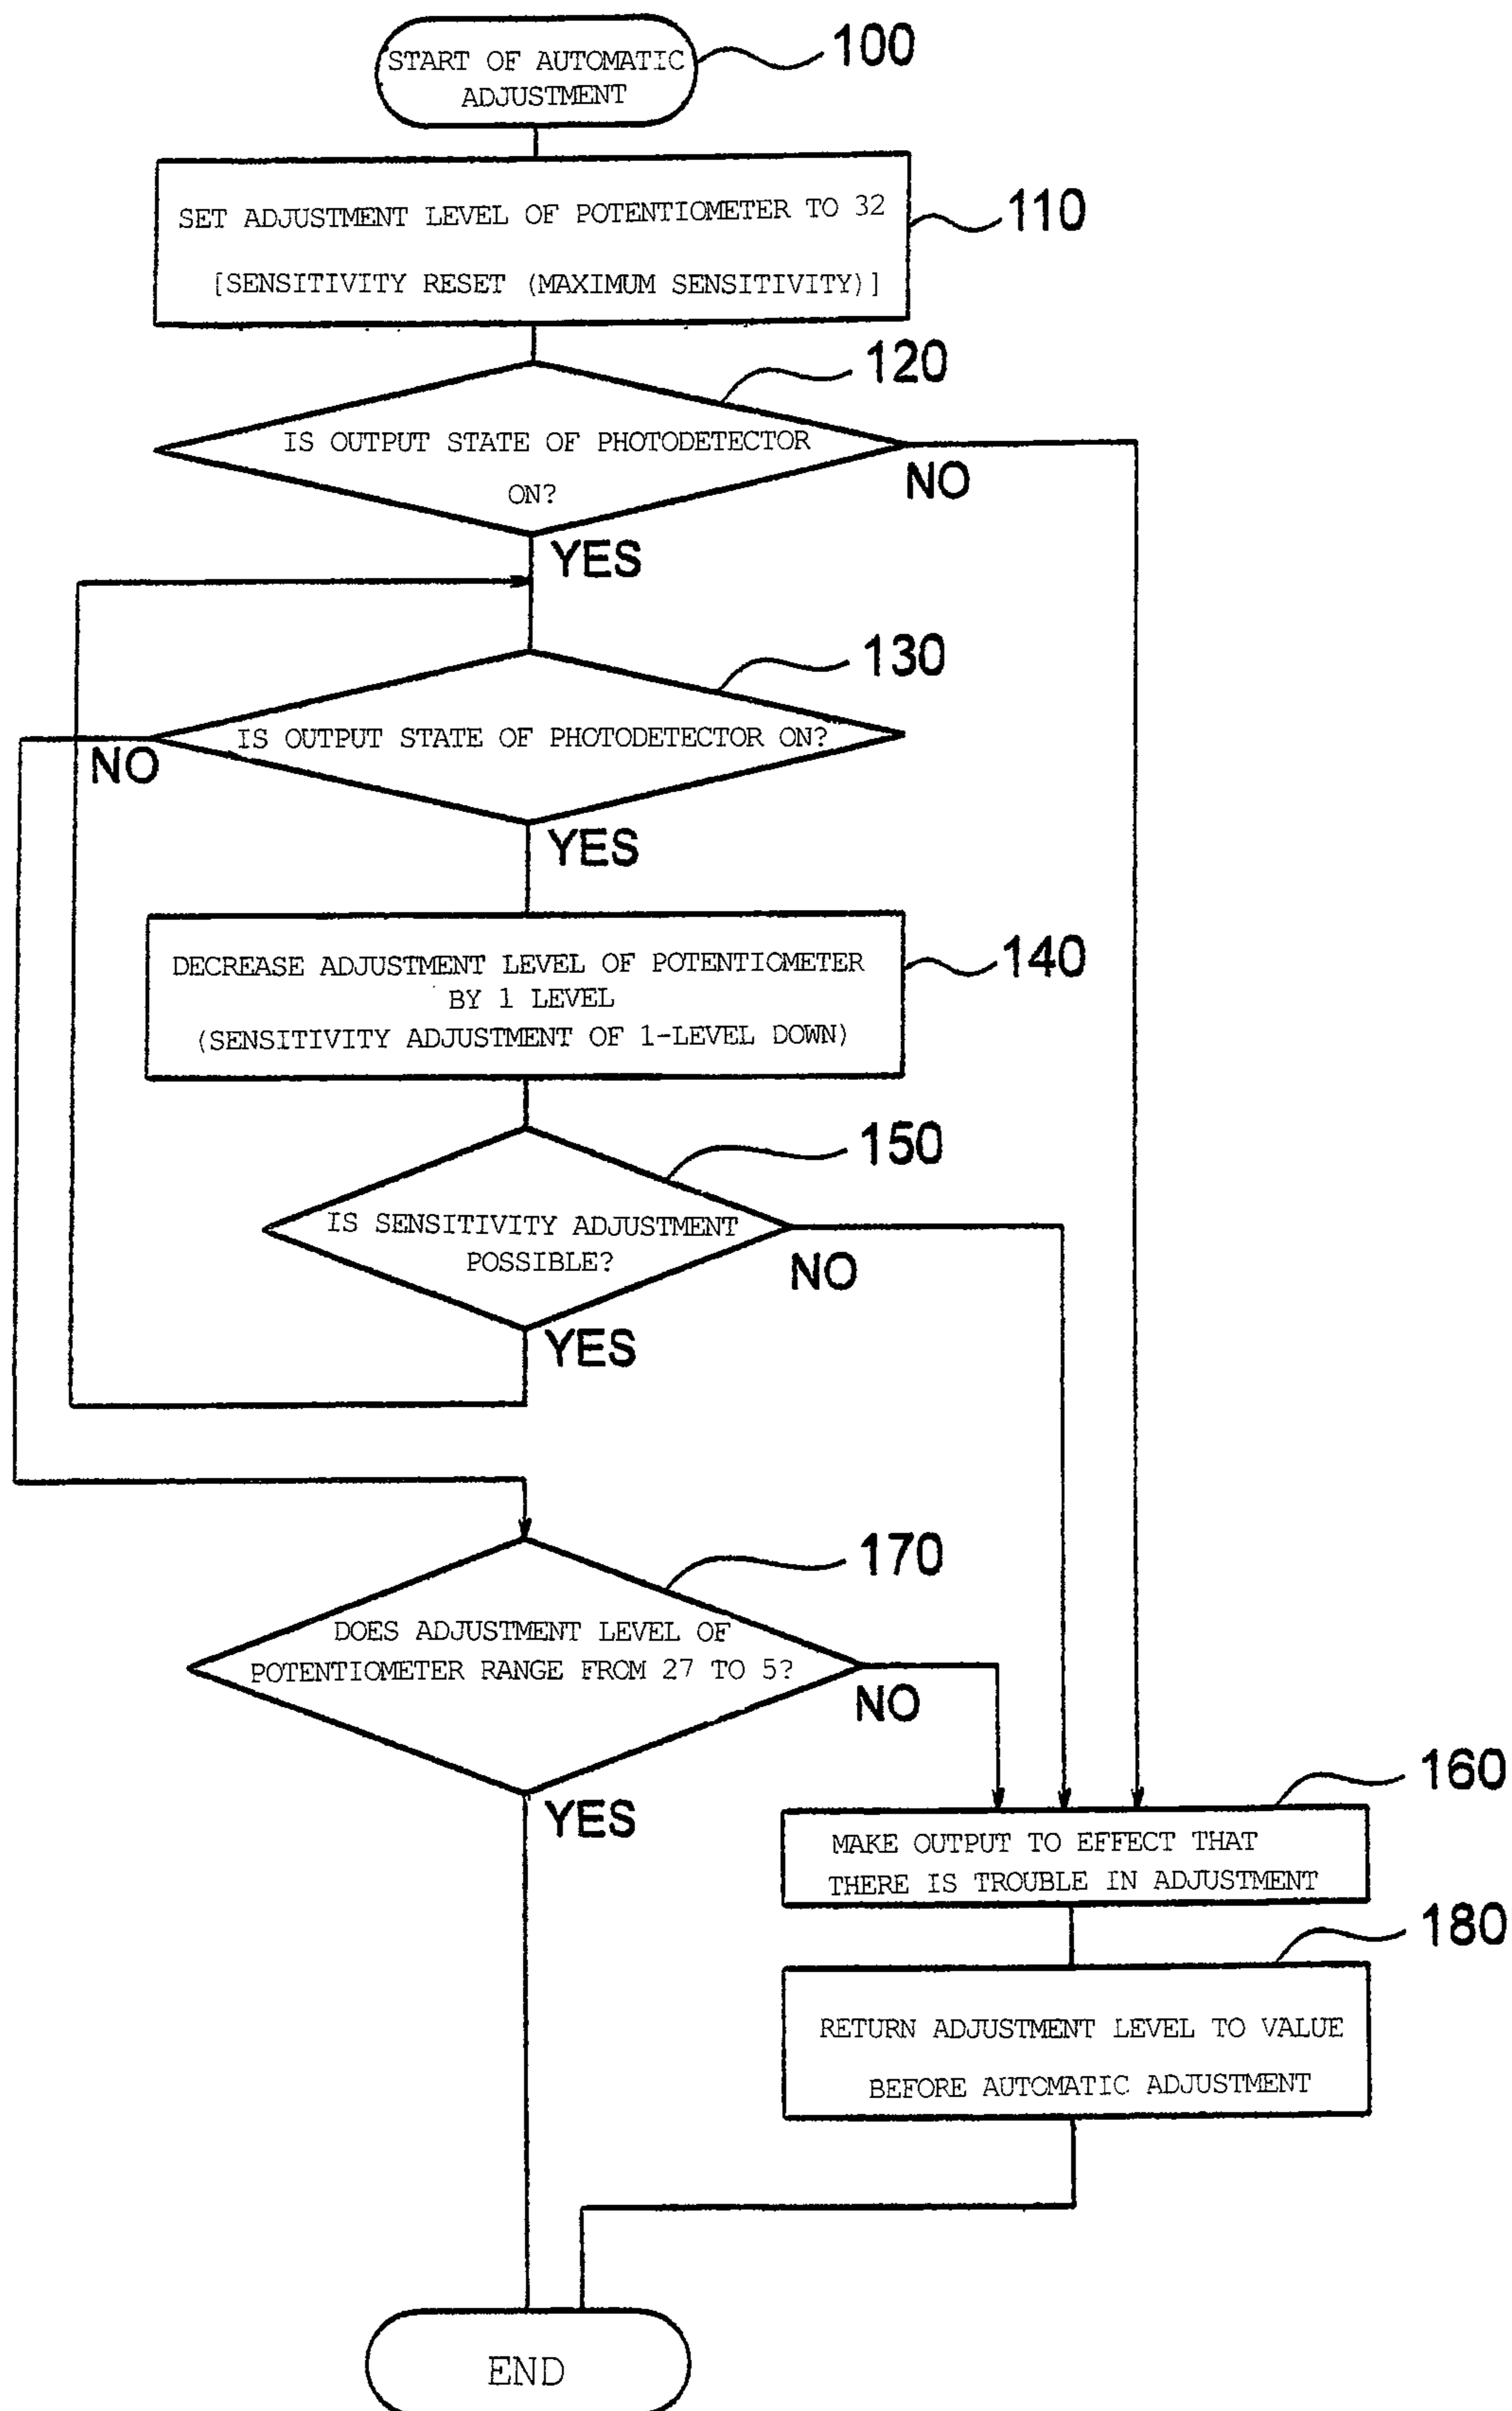 START OF AUTOMATIC
ADJUSTMENT
100
SET ADJUSTMENT LEVEL OF POTENTIOMETER TO 32
[SENSITIVITY RESET (MAXIMUM SENSITIVITY)]
110
120
IS OUTPUT STATE OF PHOTODETECTOR
ON?
NO
YES
130
IS OUTPUT STATE OF PHOTODETECTOR ON?
NO
YES
DECREASE ADJUSTMENT LEVEL OF POTENTIOMETER
BY 1 LEVEL
(SENSITIVITY ADJUSTMENT OF 1-LEVEL DOWN)
140
150
IS SENSITIVITY ADJUSTMENT
POSSIBLE?
NO
YES
170
DOES ADJUSTMENT LEVEL OF
POTENTIOMETER RANGE FROM 27 TO 5?
NO
YES
160
MAKE OUTPUT TO EFFECT THAT
THERE IS TROUBLE IN ADJUSTMENT
180
RETURN ADJUSTMENT LEVEL TO VALUE
BEFORE AUTOMATIC ADJUSTMENT
END